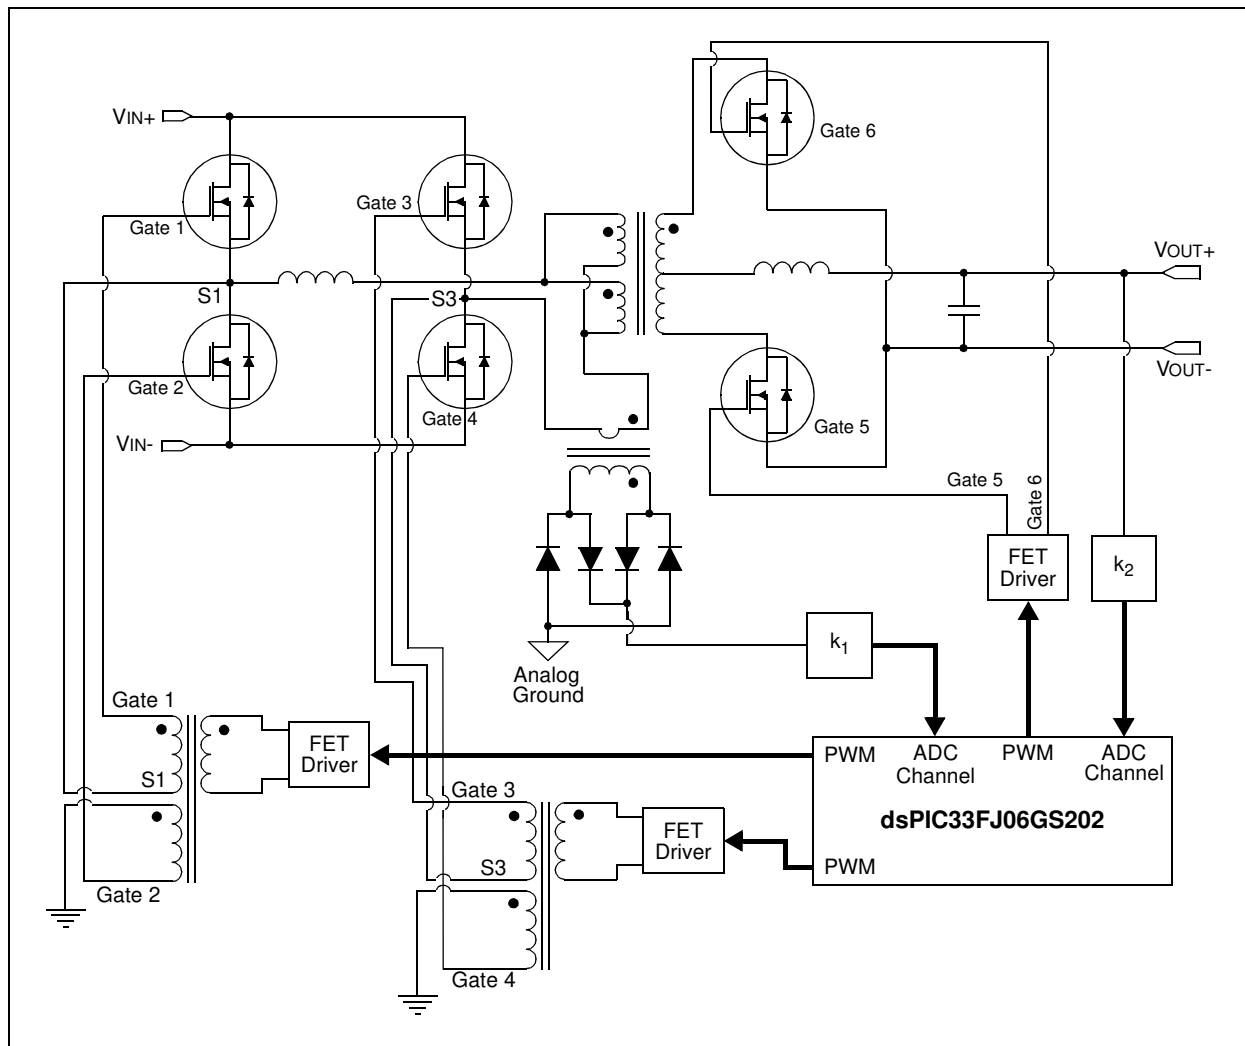 VIN+
Gate 6
Gate 3
Gate 1
VOUT+
S1
S3
VOUT-
Gate 2
Gate 4
Gate 5
VIN-
Gate 5
Gate 6
FET
Driver
k2
k1
Analog
Ground
Gate 1
FET
Driver
S1
PWM
ADC
Channel
PWM
ADC
Channel
Gate 3
dsPIC33FJ06GS202
FET
Driver
S3
PWM
Gate 2
Gate 4